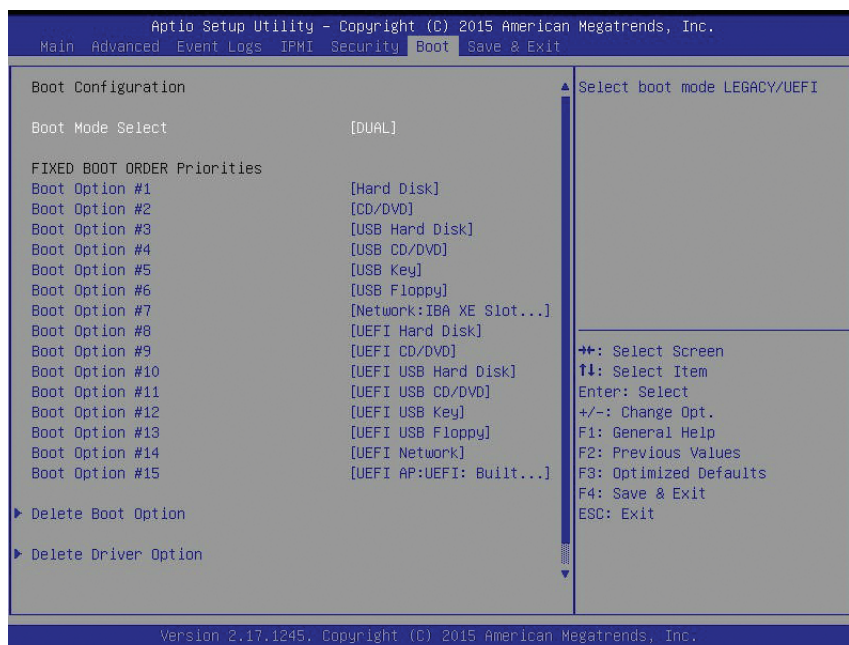 Aptio Setup Utility – Copyright (C) 2015 American Megatrends, Inc.
Main Advanced Event Logs IPMI Security Boot Save & Exit
Boot Configuration
Boot Mode Select [DUAL]
FIXED BOOT ORDER Priorities
Boot Option #1 [Hard Disk]
Boot Option #2 [CD/DVD]
Boot Option #3 [USB Hard Disk]
Boot Option #4 [USB CD/DVD]
Boot Option #5 [USB Key]
Boot Option #6 [USB Floppy]
Boot Option #7 [Network:IBA XE Slot...]
Boot Option #8 [UEFI Hard Disk]
Boot Option #9 [UEFI CD/DVD]
Boot Option #10 [UEFI USB Hard Disk]
Boot Option #11 [UEFI USB CD/DVD]
Boot Option #12 [UEFI USB Key]
Boot Option #13 [UEFI USB Floppy]
Boot Option #14 [UEFI Network]
Boot Option #15 [UEFI AP:UEFI: Built...]
Delete Boot Option
Delete Driver Option
Select boot mode LEGACY/UEFI
→←: Select Screen
↑↓: Select Item
Enter: Select
+/-: Change Opt.
F1: General Help
F2: Previous Values
F3: Optimized Defaults
F4: Save & Exit
ESC: Exit
Version 2.17.1245. Copyright (C) 2015 American Megatrends, Inc.